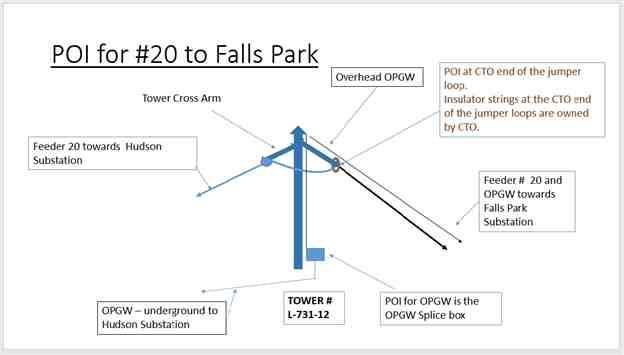 POI for #20 to Falls Park
Overhead OPGW
POI at CTO end of the jumper
loop.
Insulator strings at the CTO end
of the jumper loops are owned
by CTO.
Tower Cross Arm
Feeder 20 towards  Hudson
Substation
Feeder #  20 and
OPGW towards
Falls Park
Substation
OPGW – underground to
Hudson Substation
TOWER #
L-731-12
POI for OPGW is the
OPGW Splice box